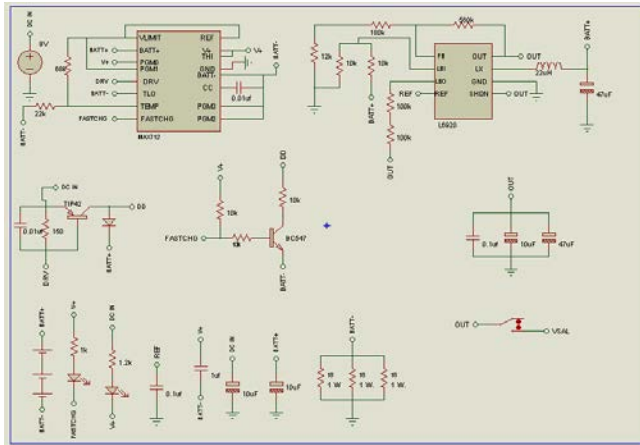 DC IN
9V
68k
22k
BATT-
BATT+
V+
DRV
BATT-
FASTCHG
VLIMIT
BATT+
PGM0
PGM1
DRV
TLO
TEMP
FASTCHG
REF
V+
THI
GND
BATT-
CC
PGM3
PGM2
MAX712
V+
BATT-
0.01uf
12k
10k
10k
BATT+
100k
100k
100k
OUT
REF
560k
FB
LBI
LBO
REF
OUT
LX
GND
SHDN
L6920
OUT
OUT
22uH
BATT+
47uF
DC IN
TIP42
DD
0.01uf
150
DRV
BATT+
V+
10k
FASTCHG
10k
DD
10k
BC547
BATT-
OUT
0.1uf
10uF
47uF
OUT
VSAL
BATT+
BATT-
V+
1k
FASTCHG
DC IN
1.2k
V+
REF
0.1uf
V+
1uf
BATT-
DC IN
10uF
BATT+
10uF
BATT-
1 W.
1 W.
1 W.